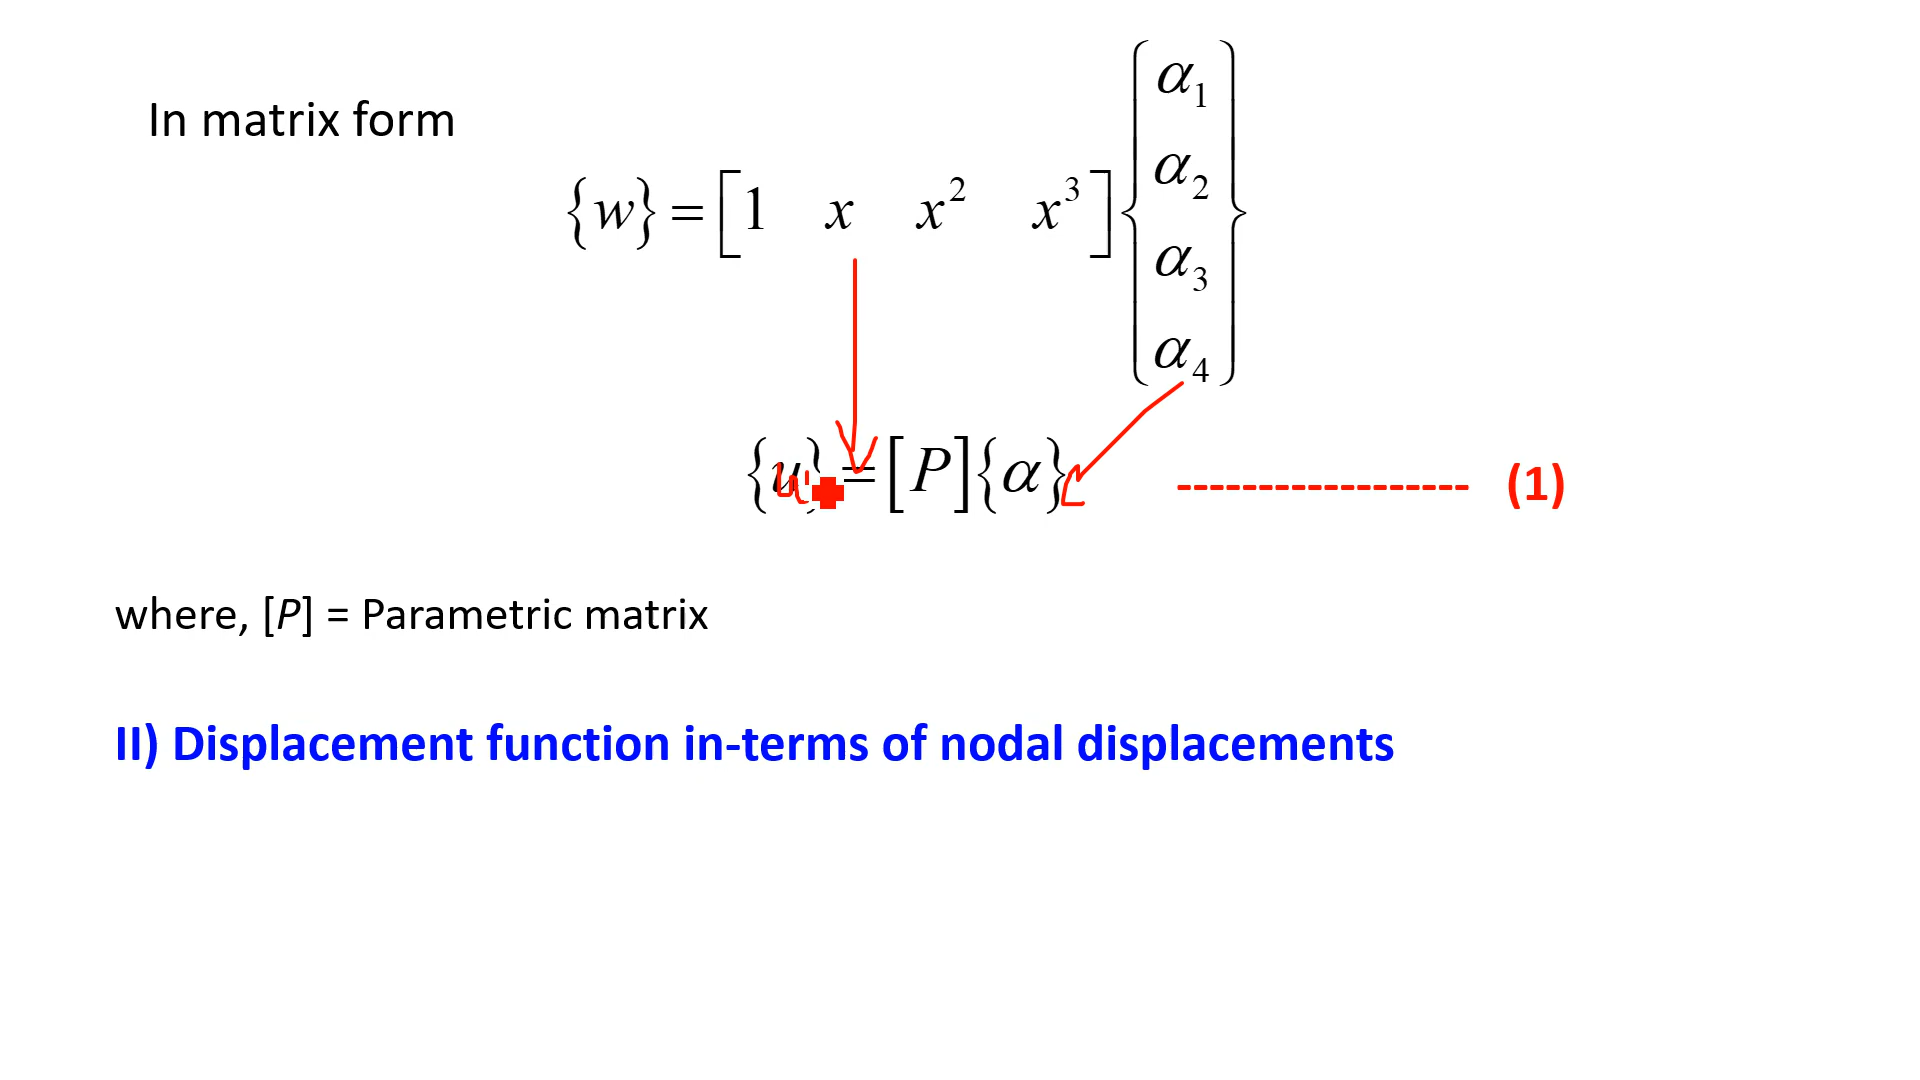 In matrix form
{w} = [1 x x² x³] {α₁ α₂ α₃ α₄}
{u} = [P]{α} ------------------ (1)
where, [P] = Parametric matrix
II) Displacement function in-terms of nodal displacements